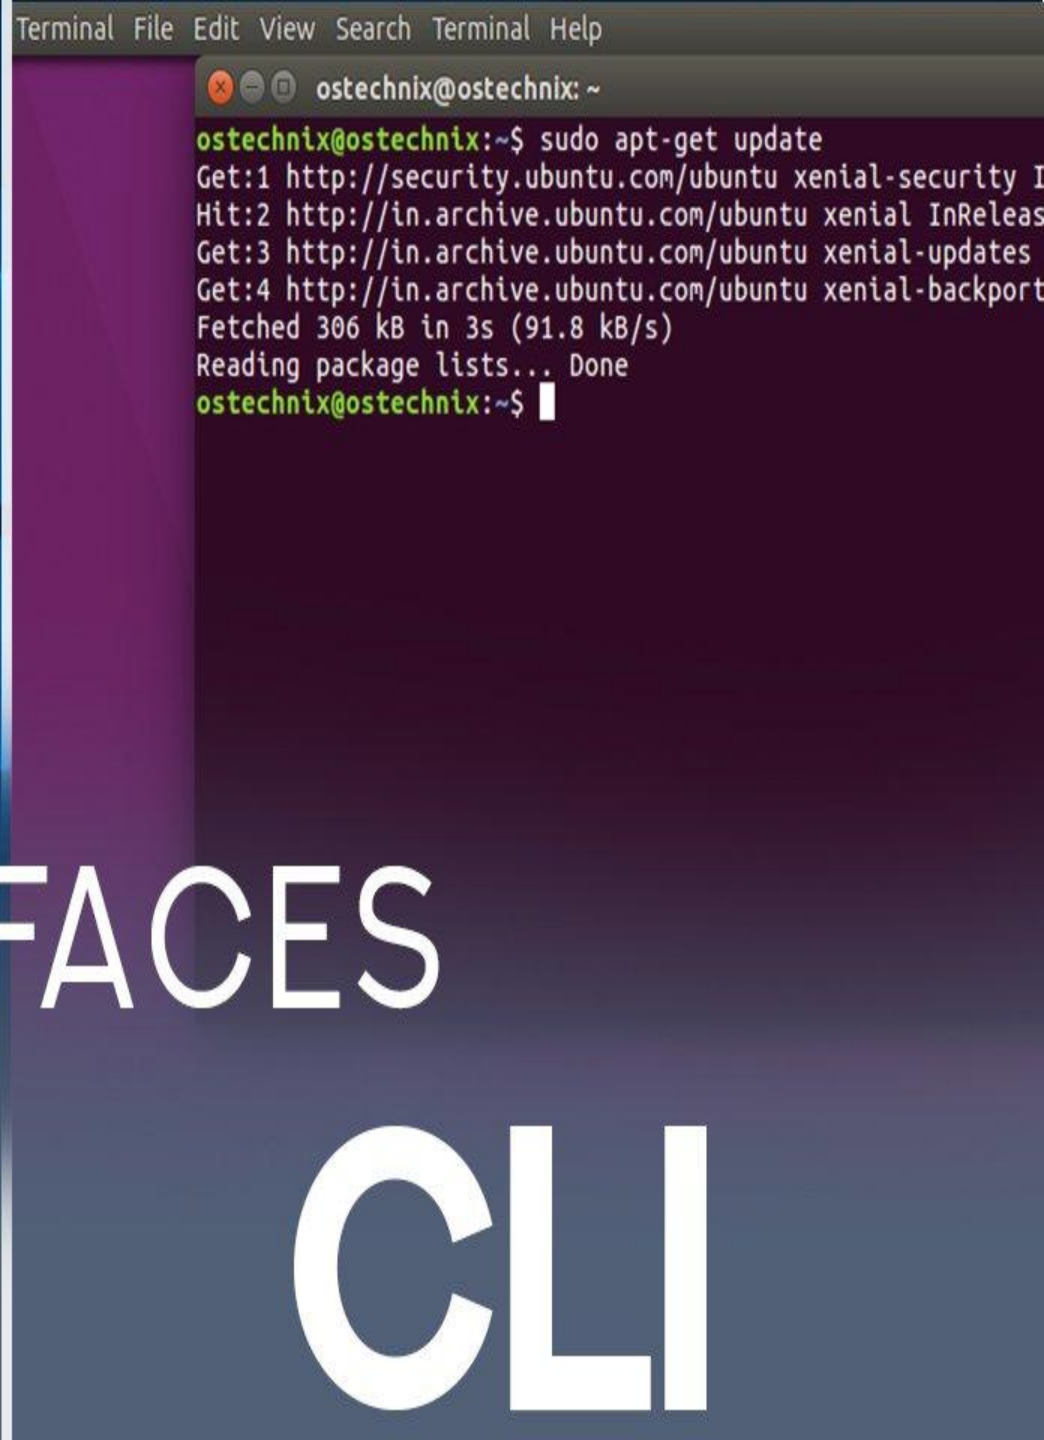 Terminal File Edit View Search Terminal Help
ostechnix@ostechnix: ~
ostechnix@ostechnix:~$ sudo apt-get update
Get:1 http://security.ubuntu.com/ubuntu xenial-security I
Hit:2 http://in.archive.ubuntu.com/ubuntu xenial InReleas
Get:3 http://in.archive.ubuntu.com/ubuntu xenial-updates
Get:4 http://in.archive.ubuntu.com/ubuntu xenial-backport
Fetched 306 kB in 3s (91.8 kB/s)
Reading package lists... Done
ostechnix@ostechnix:~$
FACES
CLI